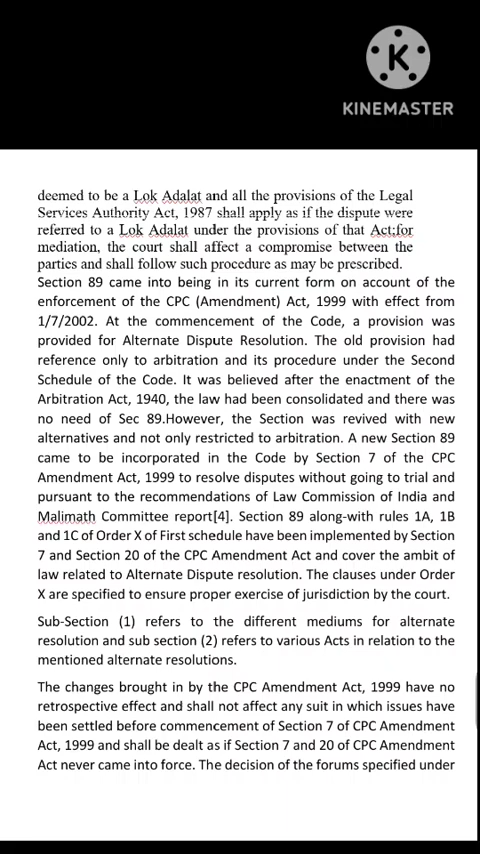 K
KINEMASTER
deemed to be a Lok Adalat and all the provisions of the Legal
Services Authority Act, 1987 shall apply as if the dispute were
referred to a Lok Adalat under the provisions of that Act;for
mediation, the court shall affect a compromise between the
parties and shall follow such procedure as may be prescribed.
Section 89 came into being in its current form on account of the
enforcement of the CPC (Amendment) Act, 1999 with effect from
1/7/2002. At the commencement of the Code, a provision was
provided for Alternate Dispute Resolution. The old provision had
reference only to arbitration and its procedure under the Second
Schedule of the Code. It was believed after the enactment of the
Arbitration Act, 1940, the law had been consolidated and there was
no need of Sec 89.However, the Section was revived with new
alternatives and not only restricted to arbitration. A new Section 89
came to be incorporated in the Code by Section 7 of the CPC
Amendment Act, 1999 to resolve disputes without going to trial and
pursuant to the recommendations of Law Commission of India and
Malimath Committee report[4]. Section 89 along-with rules 1A, 1B
and 1C of Order X of First schedule have been implemented by Section
7 and Section 20 of the CPC Amendment Act and cover the ambit of
law related to Alternate Dispute resolution. The clauses under Order
X are specified to ensure proper exercise of jurisdiction by the court.
Sub-Section (1) refers to the different mediums for alternate
resolution and sub section (2) refers to various Acts in relation to the
mentioned alternate resolutions.
The changes brought in by the CPC Amendment Act, 1999 have no
retrospective effect and shall not affect any suit in which issues have
been settled before commencement of Section 7 of CPC Amendment
Act, 1999 and shall be dealt as if Section 7 and 20 of CPC Amendment
Act never came into force. The decision of the forums specified under